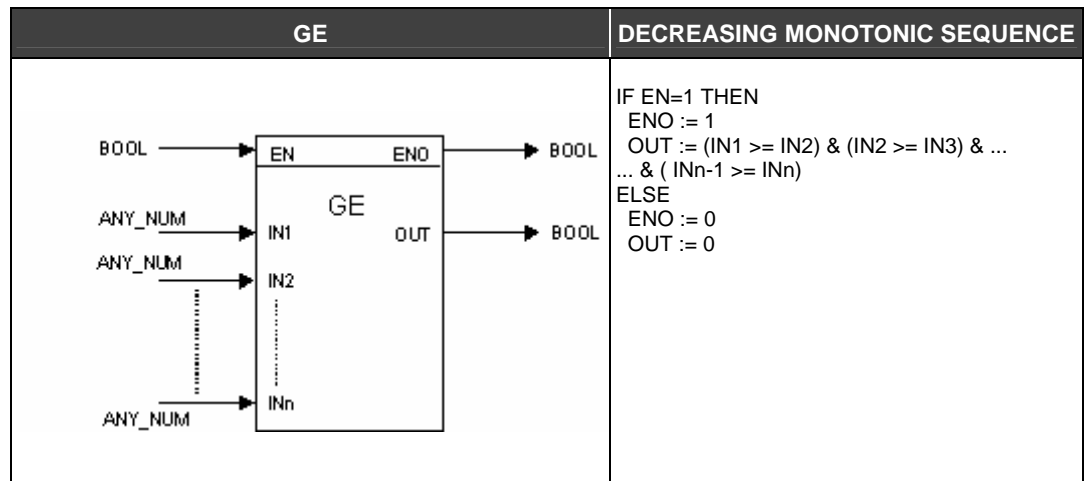 GE
DECREASING MONOTONIC SEQUENCE
BOOL
EN
ENO
BOOL
GE
ANY_NUM
IN1
OUT
BOOL
ANY_NUM
IN2
INn
ANY_NUM
IF EN=1 THEN
ENO := 1
OUT := (IN1 >= IN2) & (IN2 >= IN3) & ...
... & ( INn-1 >= INn)
ELSE
ENO := 0
OUT := 0